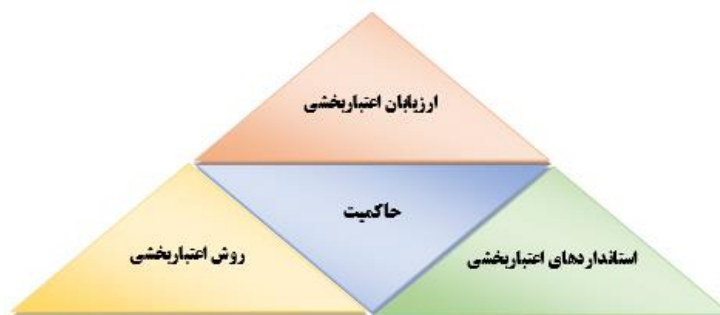 ارزیابان اعتباربخشی
حاکمیت
استانداردهای اعتباربخشی
روش اعتباربخشی